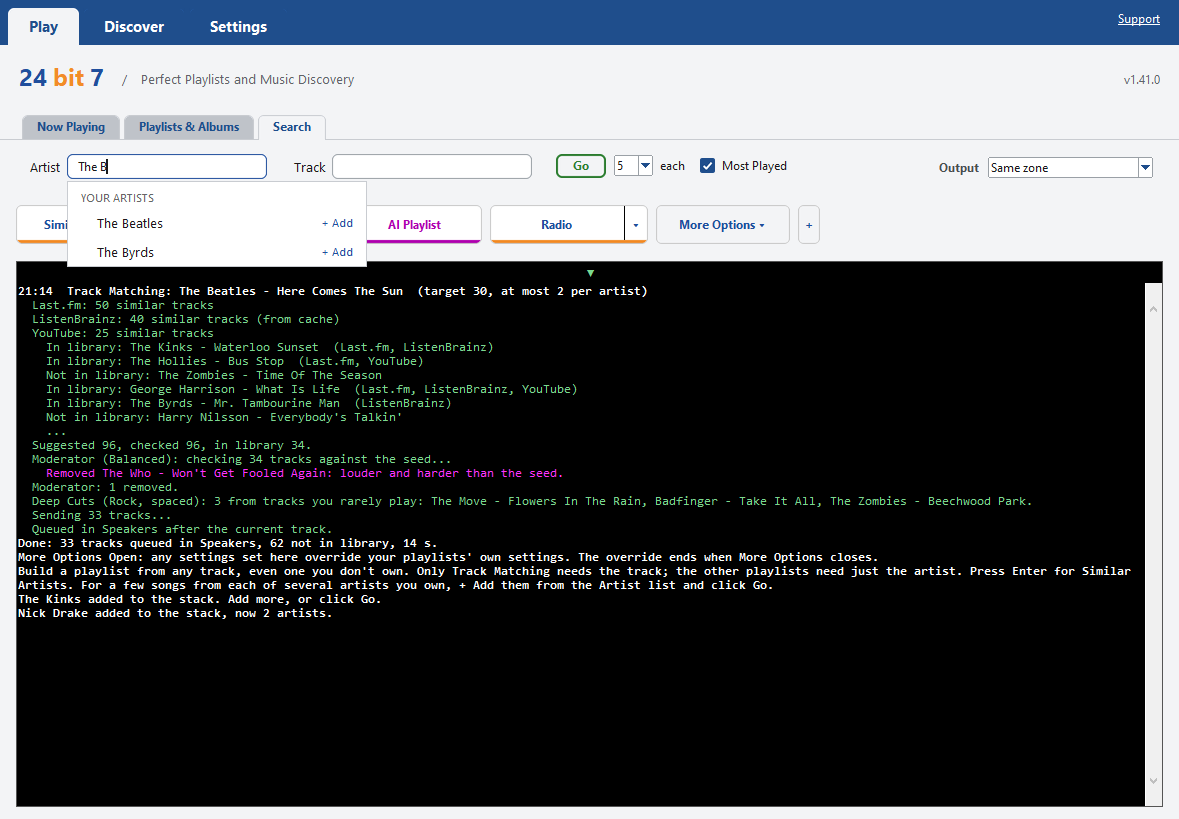 Play Discover Settings Support
24 bit 7 / Perfect Playlists and Music Discovery v1.41.0
Now Playing Playlists & Albums Search
Artist The B Track Go 5 each Most Played Output Same zone
YOUR ARTISTS
The Beatles + Add
The Byrds + Add
Simi AI Playlist Radio More Options +
21:14 Track Matching: The Beatles - Here Comes The Sun (target 30, at most 2 per artist)
Last.fm: 50 similar tracks
ListenBrainz: 40 similar tracks (from cache)
YouTube: 25 similar tracks
In library: The Kinks - Waterloo Sunset (Last.fm, ListenBrainz)
In library: The Hollies - Bus Stop (Last.fm, YouTube)
Not in library: The Zombies - Time Of The Season
In library: George Harrison - What Is Life (Last.fm, ListenBrainz, YouTube)
In library: The Byrds - Mr. Tambourine Man (ListenBrainz)
Not in library: Harry Nilsson - Everybody's Talkin'
...
Suggested 96, checked 96, in library 34.
Moderator (Balanced): checking 34 tracks against the seed...
Removed The Who - Won't Get Fooled Again: louder and harder than the seed.
Moderator: 1 removed.
Deep Cuts (Rock, spaced): 3 from tracks you rarely play: The Move - Flowers In The Rain, Badfinger - Take It All, The Zombies - Beechwood Park.
Sending 33 tracks...
Queued in Speakers after the current track.
Done: 33 tracks queued in Speakers, 62 not in library, 14 s.
More Options Open: any settings set here override your playlists' own settings. The override ends when More Options closes.
Build a playlist from any track, even one you don't own. Only Track Matching needs the track; the other playlists need just the artist. Press Enter for Similar
Artists. For a few songs from each of several artists you own, + Add them from the Artist list and click Go.
The Kinks added to the stack. Add more, or click Go.
Nick Drake added to the stack, now 2 artists.